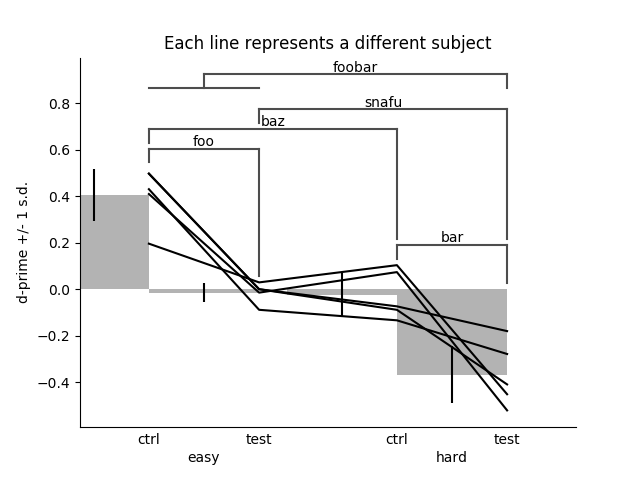 Each line represents a different subject
foobar
snafu
baz
foo
bar
d-prime +/- 1 s.d.
0.8
0.6
0.4
0.2
0.0
−0.2
−0.4
ctrl test ctrl test
easy hard